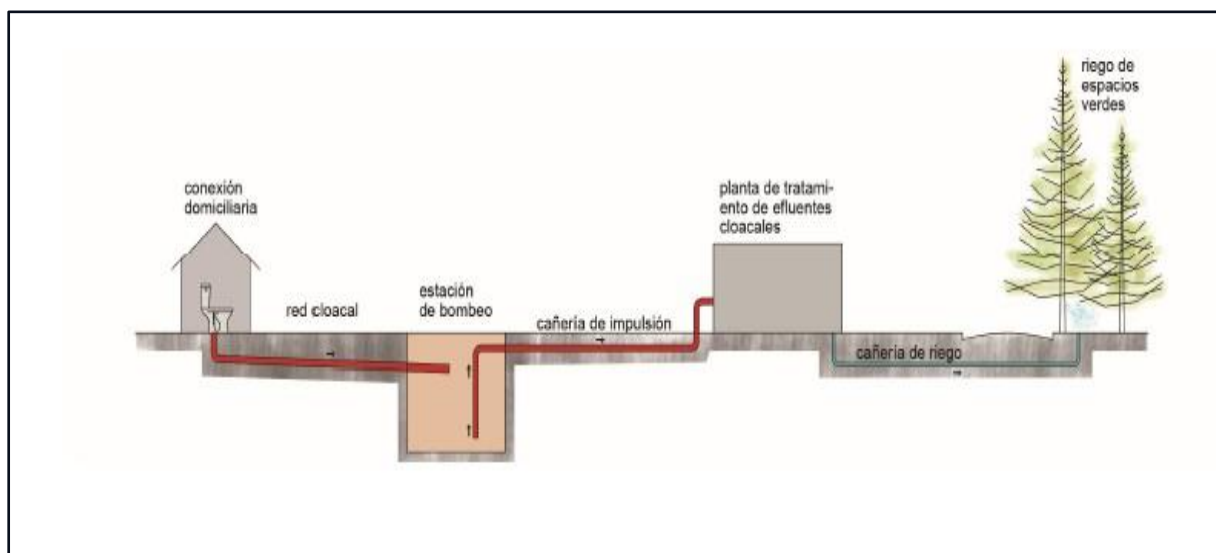 conexión
domiciliaria
red cloacal
estación
de bombeo
cañería de impulsión
planta de tratami-
ento de efluentes
cloacales
cañería de riego
riego de
espacios
verdes